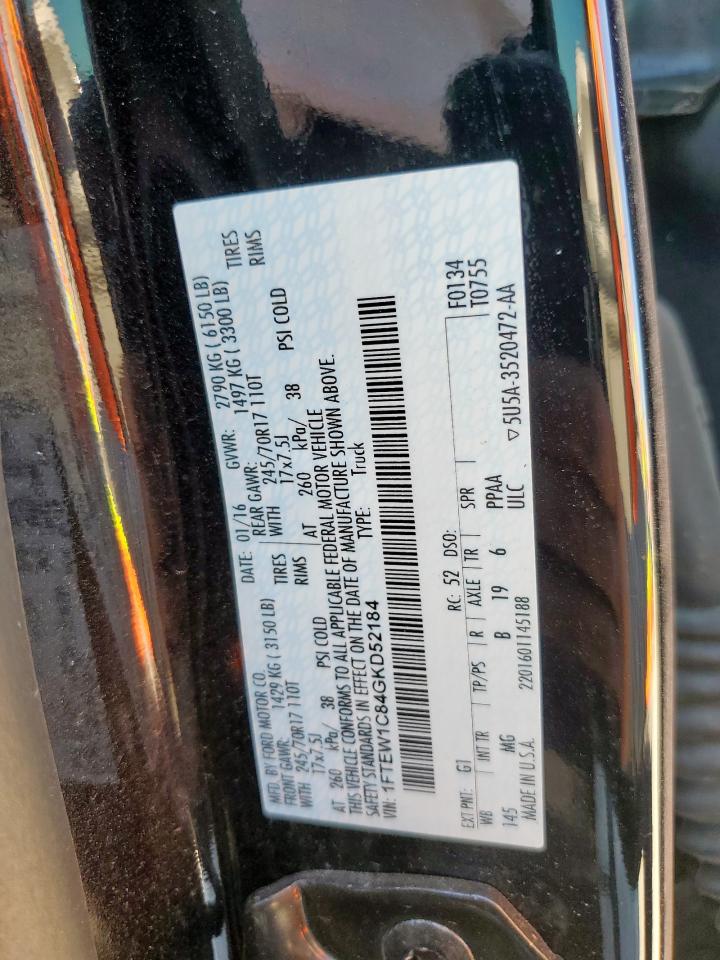 MFD. BY FORD MOTOR CO. DATE: 01/16 GVWR: 2790 KG ( 6150 LB)
FRONT GAWR: 1429 KG ( 3150 LB) REAR GAWR: 1497 KG ( 3300 LB)
WITH 245/70R17 110T TIRES WITH 245/70R17 110T TIRES
17x7.5J RIMS 17x7.5J RIMS
AT 260 kPa/ 38 PSI COLD AT 260 kPa/ 38 PSI COLD
THIS VEHICLE CONFORMS TO ALL APPLICABLE FEDERAL MOTOR VEHICLE
SAFETY STANDARDS IN EFFECT ON THE DATE OF MANUFACTURE SHOWN ABOVE.
VIN: 1FTEW1C84GKD52184 TYPE: Truck
EXT PNT: G1 RC: 52 DSO: F0134
WB INT TR TP/PS R AXLE TR SPR T0755
145 MG B 19 6 PPAA
MADE IN U.S.A. 2201601145188 ULC ▽5U5A-3520472-AA